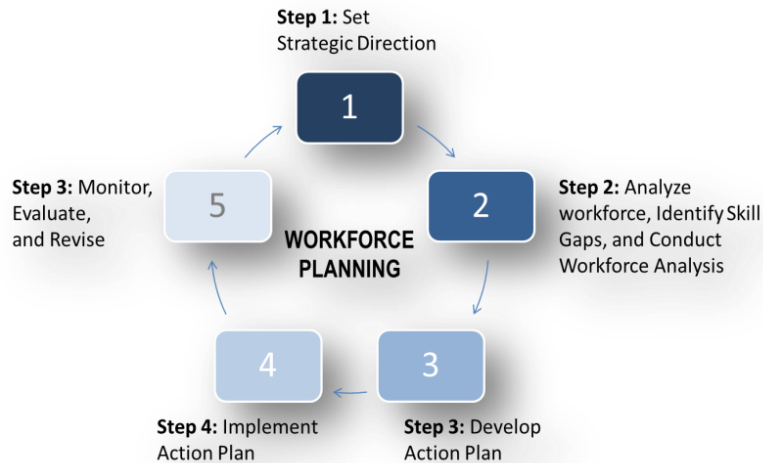 Step 1: Set
Strategic Direction
1
2
Step 2: Analyze
workforce, Identify Skill
Gaps, and Conduct
Workforce Analysis
3
Step 3: Develop
Action Plan
4
Step 4: Implement
Action Plan
5
Step 3: Monitor,
Evaluate,
and Revise
WORKFORCE
PLANNING